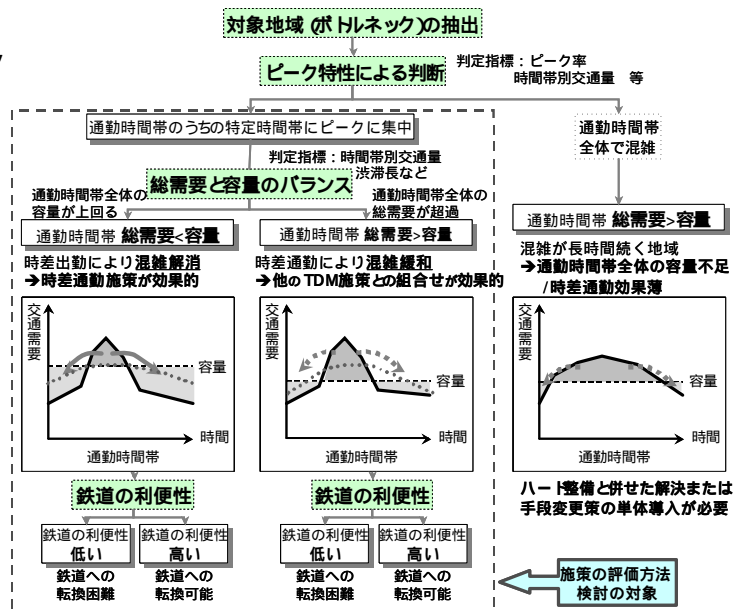 対象地域(ボトルネック)の抽出
ピーク特性による判断
判定指標：ピーク率
時間帯別交通量　等
通勤時間帯のうちの特定時間帯にピークに集中
通勤時間帯
全体で混雑
判定指標：時間帯別交通量
渋滞長など
総需要と容量のバランス
通勤時間帯全体の
容量が上回る
通勤時間帯全体の
総需要が超過
通勤時間帯 総需要<容量
通勤時間帯 総需要>容量
通勤時間帯 総需要>容量
時差出勤により混雑解消
➔時差通勤施策が効果的
時差通勤により混雑緩和
➔他のTDM施策との組合せが効果的
混雑が長時間続く地域
➔通勤時間帯全体の容量不足
/時差通勤効果薄
交通需要
容量
時間
通勤時間帯
交通需要
容量
時間
通勤時間帯
交通需要
容量
時間
通勤時間帯
鉄道の利便性
鉄道の利便性
ハード整備と併せた解決または
手段変更策の単体導入が必要
鉄道の利便性
低い
鉄道の利便性
高い
鉄道の利便性
低い
鉄道の利便性
高い
鉄道への
転換困難
鉄道への
転換可能
鉄道への
転換困難
鉄道への
転換可能
施策の評価方法
検討の対象